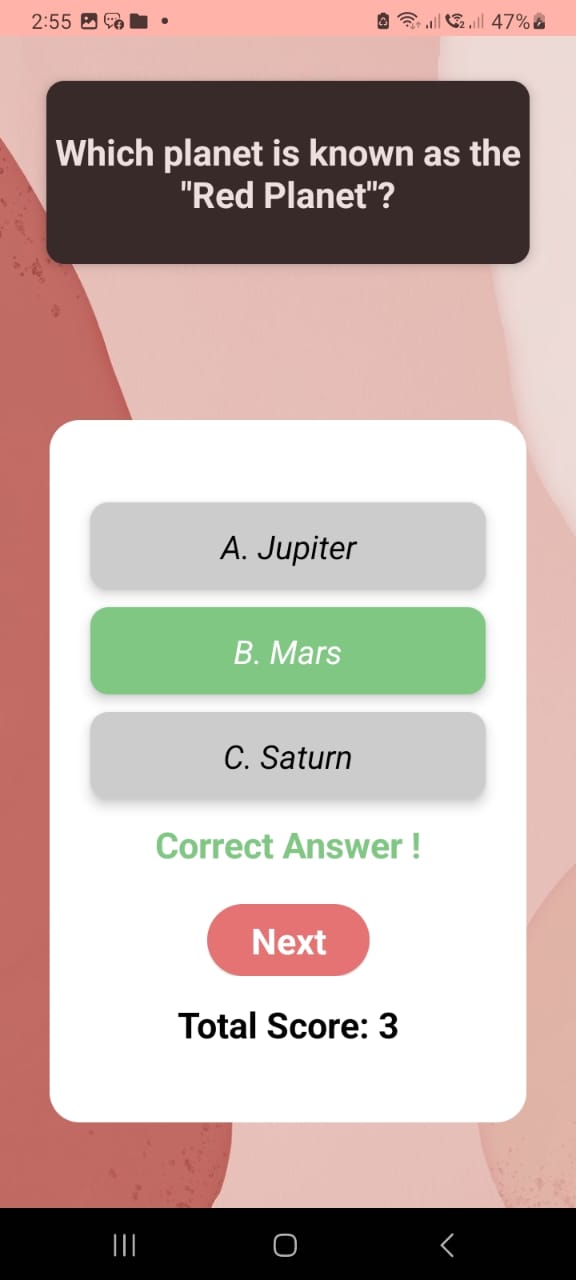 2:55
47%
Which planet is known as the
"Red Planet"?
A. Jupiter
B. Mars
C. Saturn
Correct Answer !
Next
Total Score: 3